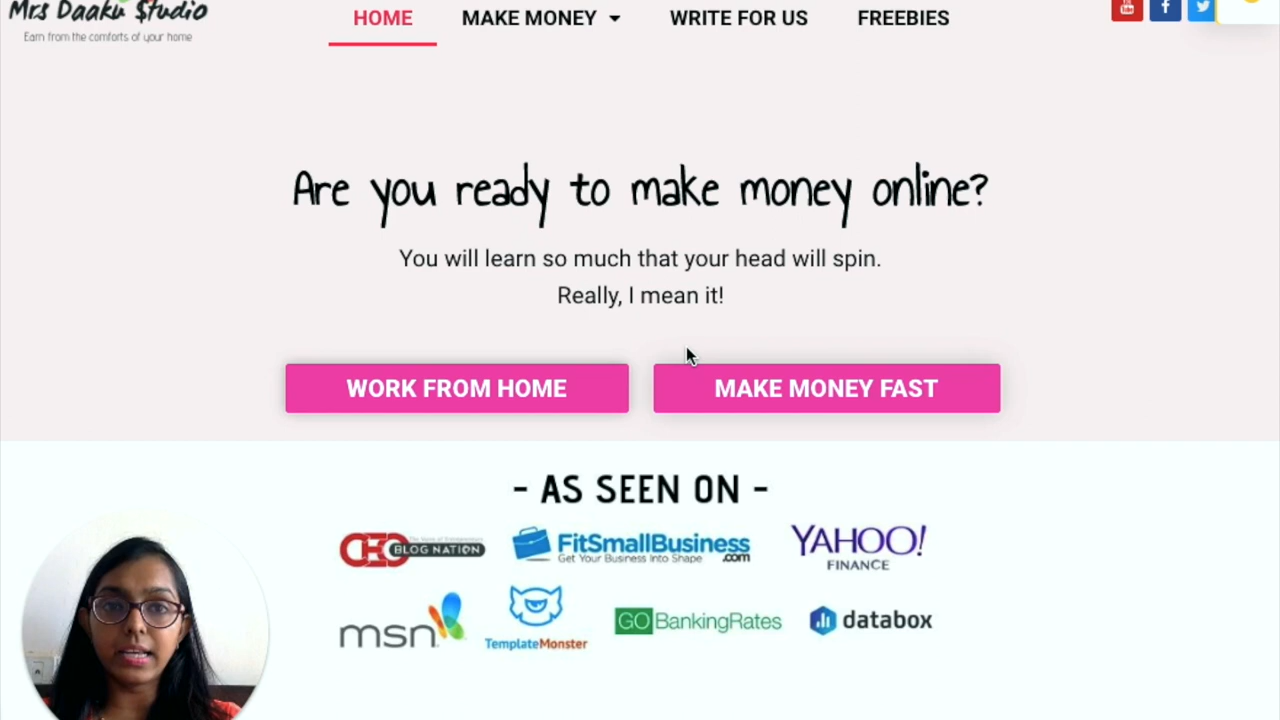 Mrs Daaku $tudio
Earn from the comforts of your home
HOME MAKE MONEY WRITE FOR US FREEBIES
Are you ready to make money online?
You will learn so much that your head will spin.
Really, I mean it!
WORK FROM HOME MAKE MONEY FAST
- AS SEEN ON -
CEO BLOG NATION
FitSmallBusiness
Get Your Business Into Shape .com
YAHOO!
FINANCE
msn TemplateMonster GOBankingRates databox